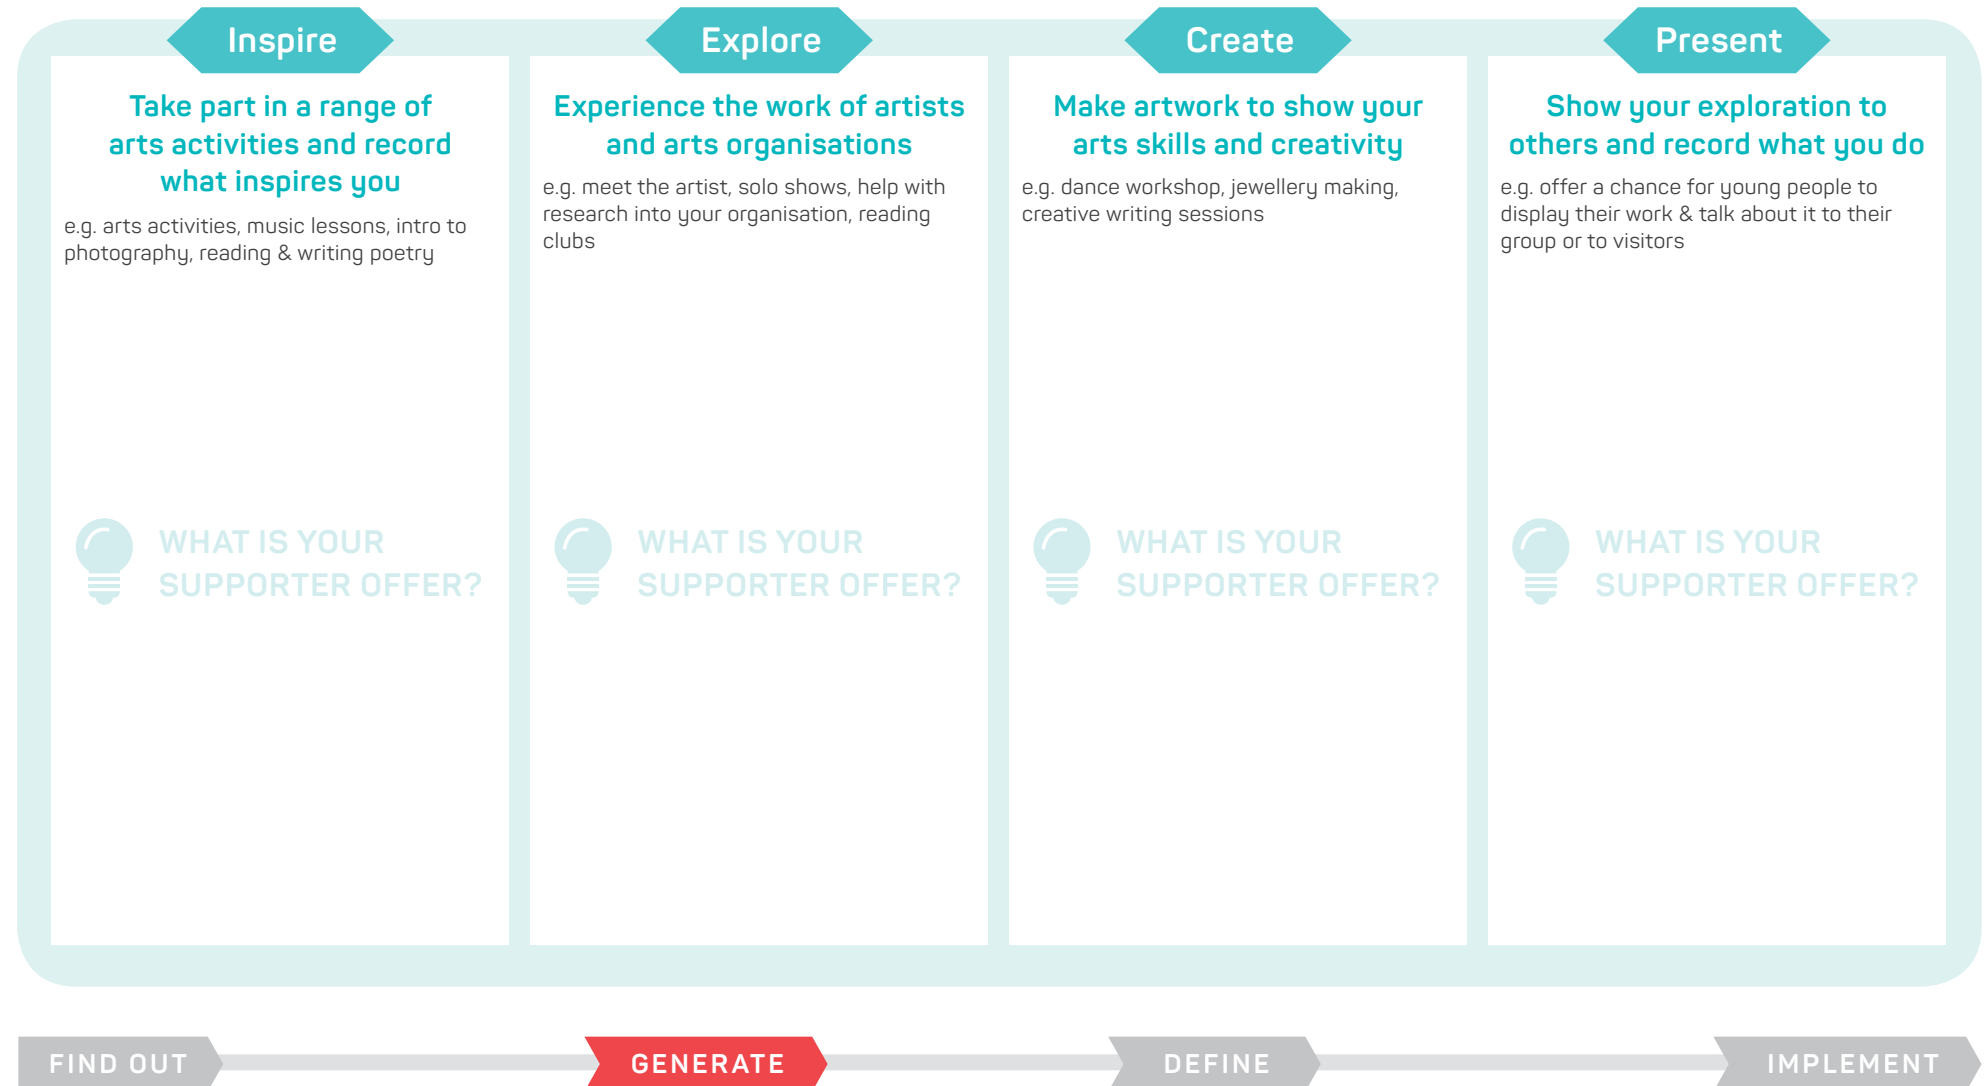 Inspire
Take part in a range of
arts activities and record
what inspires you
e.g. arts activities, music lessons, intro to
photography, reading & writing poetry
WHAT IS YOUR
SUPPORTER OFFER?
Explore
Experience the work of artists
and arts organisations
e.g. meet the artist, solo shows, help with
research into your organisation, reading
clubs
WHAT IS YOUR
SUPPORTER OFFER?
Create
Make artwork to show your
arts skills and creativity
e.g. dance workshop, jewellery making,
creative writing sessions
WHAT IS YOUR
SUPPORTER OFFER?
Present
Show your exploration to
others and record what you do
e.g. offer a chance for young people to
display their work & talk about it to their
group or to visitors
WHAT IS YOUR
SUPPORTER OFFER?
FIND OUT
GENERATE
DEFINE
IMPLEMENT